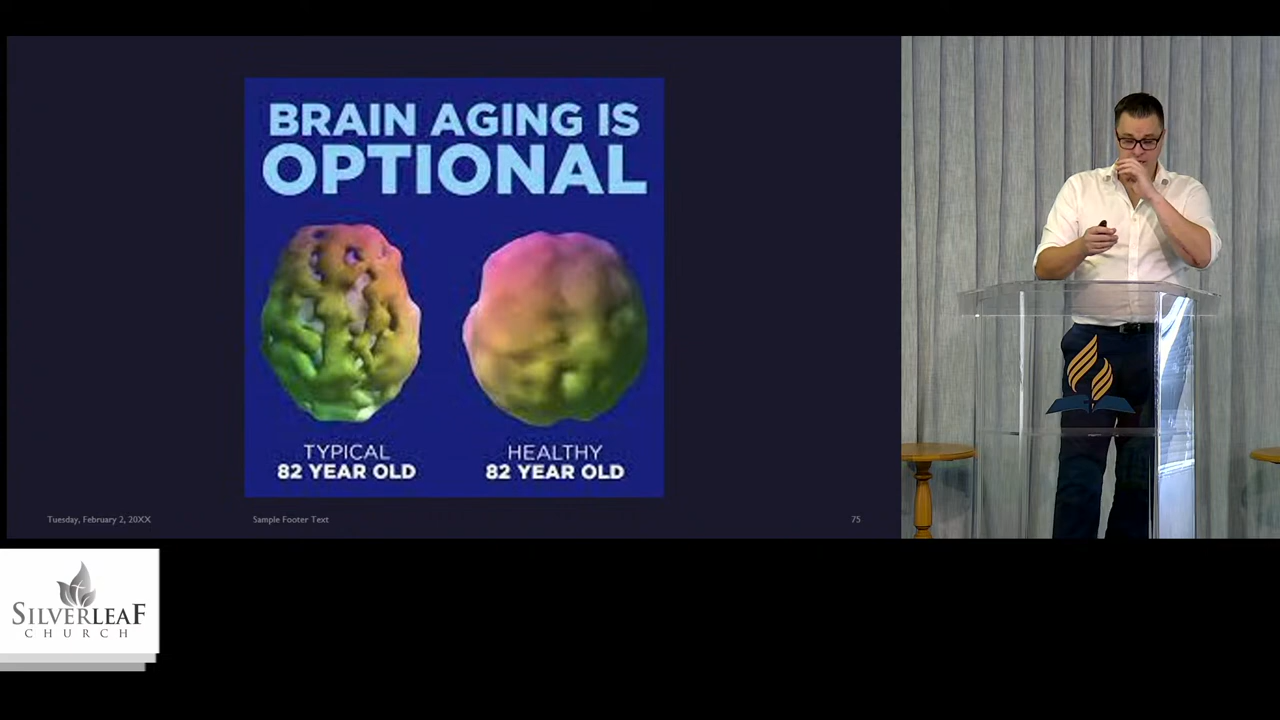 BRAIN AGING IS
OPTIONAL
TYPICAL
82 YEAR OLD
HEALTHY
82 YEAR OLD
Tuesday, February 2, 20XX
Sample Footer Text
75
SILVERLEAF
CHURCH